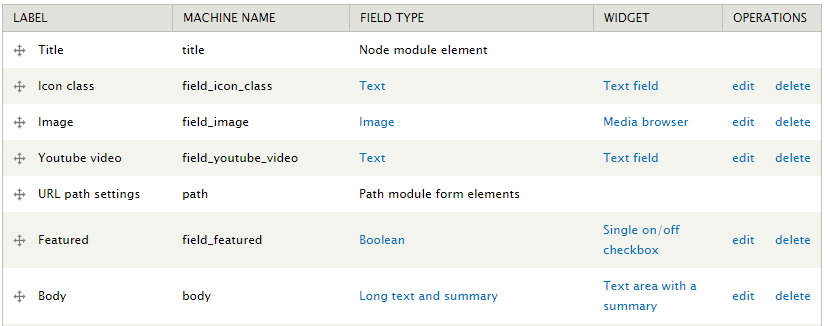 LABEL MACHINE NAME FIELD TYPE WIDGET OPERATIONS
Title title Node module element
Icon class field_icon_class Text Text field edit delete
Image field_image Image Media browser edit delete
Youtube video field_youtube_video Text Text field edit delete
URL path settings path Path module form elements
Featured field_featured Boolean Single on/off checkbox edit delete
Body body Long text and summary Text area with a summary edit delete